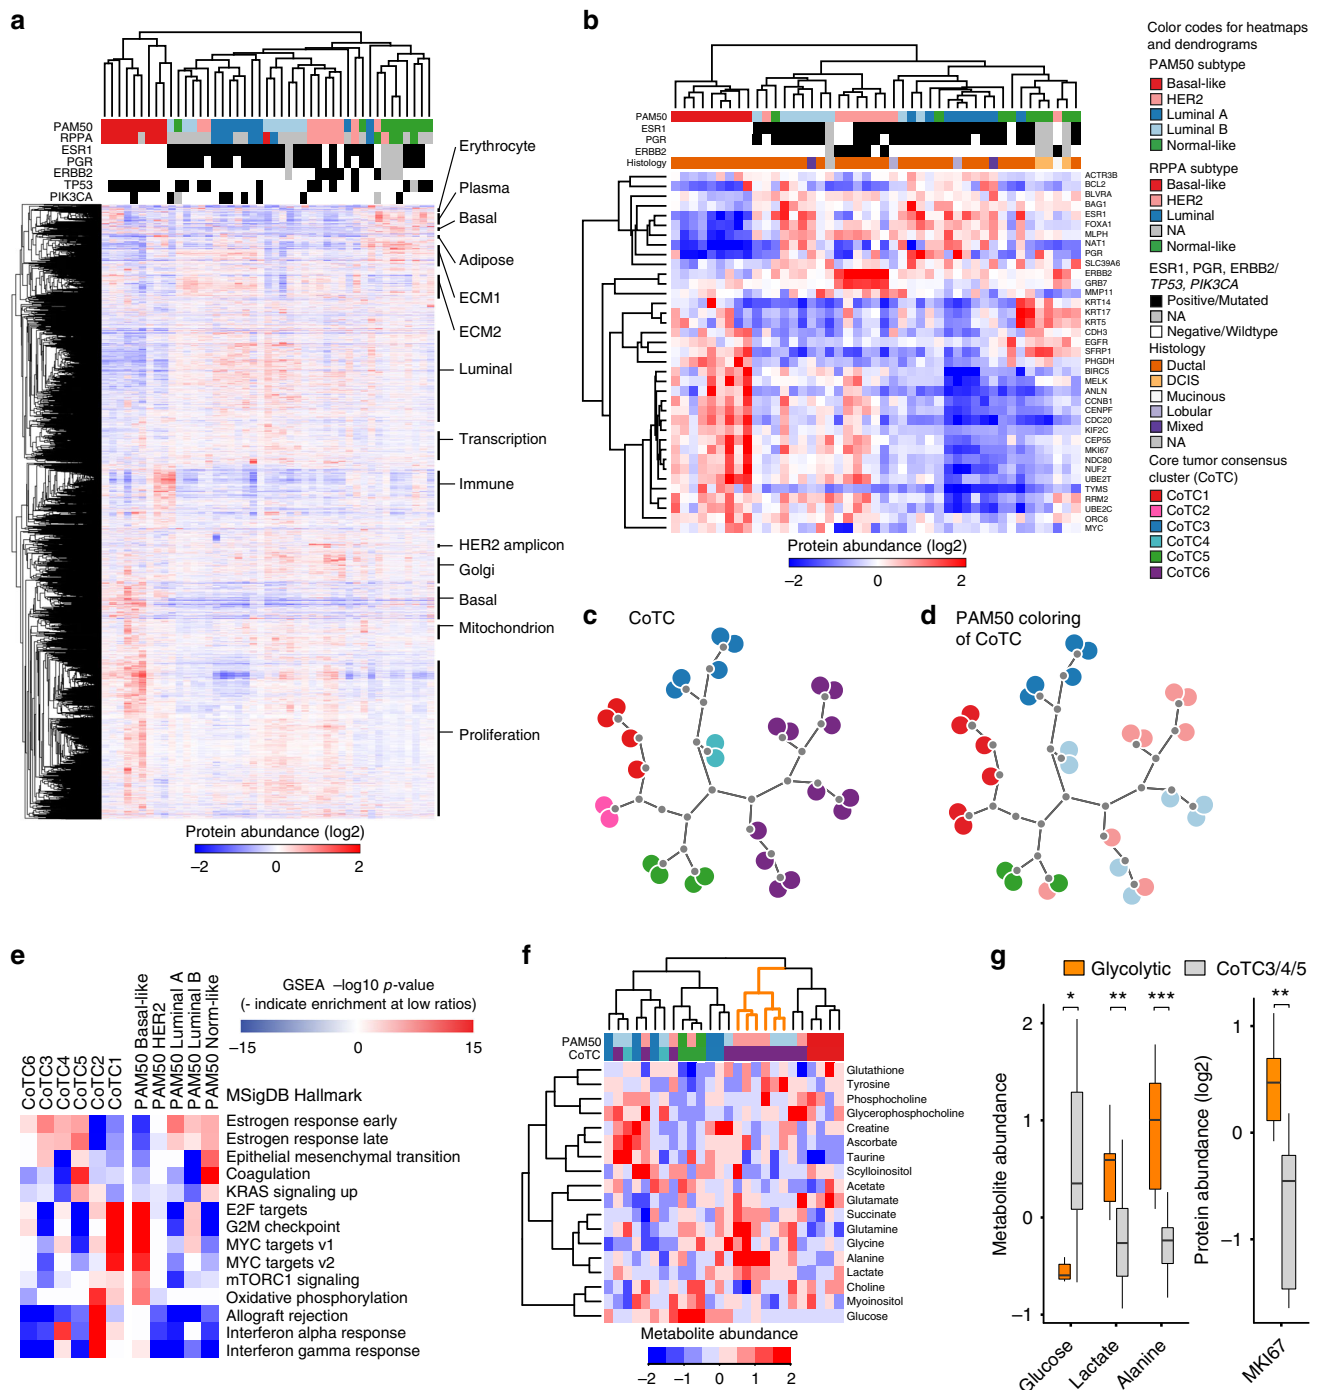 a
PAM50
RPPA
ESR1
PGR
ERBB2
TP53
PIK3CA
Erythrocyte
Plasma
Basal
Adipose
ECM1
ECM2
Luminal
Transcription
Immune
HER2 amplicon
Golgi
Basal
Mitochondrion
Proliferation
Protein abundance (log2)
−2 0 2
b
PAM50
ESR1
PGR
ERBB2
Histology
ACTR3B
BCL2
BLVRA
BAG1
ESR1
FOXA1
MLPH
NAT1
PGR
SLC39A6
ERBB2
GRB7
MMP11
KRT14
KRT17
KRT5
CDH3
EGFR
SFRP1
PHGDH
BIRC5
MELK
ANLN
CCNB1
CENPF
CDC20
KIF2C
CEP55
MKI67
NDC80
NUF2
UBE2T
TYMS
RRM2
UBE2C
ORC6
MYC
Protein abundance (log2)
−2 0 2
Color codes for heatmaps
and dendrograms
PAM50 subtype
Basal-like
HER2
Luminal A
Luminal B
Normal-like
RPPA subtype
Basal-like
HER2
Luminal
NA
Normal-like
ESR1, PGR, ERBB2/
TP53, PIK3CA
Positive/Mutated
NA
Negative/Wildtype
Histology
Ductal
DCIS
Mucinous
Lobular
Mixed
NA
Core tumor consensus
cluster (CoTC)
CoTC1
CoTC2
CoTC3
CoTC4
CoTC5
CoTC6
c
CoTC
d
PAM50 coloring
of CoTC
e
GSEA −log10 p-value
(- indicate enrichment at low ratios)
−15 0 15
CoTC6
CoTC3
CoTC4
CoTC5
CoTC2
CoTC1
PAM50 Basal-like
PAM50 HER2
PAM50 Luminal A
PAM50 Luminal B
PAM50 Norm-like
MSigDB Hallmark
Estrogen response early
Estrogen response late
Epithelial mesenchymal transition
Coagulation
KRAS signaling up
E2F targets
G2M checkpoint
MYC targets v1
MYC targets v2
mTORC1 signaling
Oxidative phosphorylation
Allograft rejection
Interferon alpha response
Interferon gamma response
f
PAM50
CoTC
Glutathione
Tyrosine
Phosphocholine
Glycerophosphocholine
Creatine
Ascorbate
Taurine
Scylloinositol
Acetate
Glutamate
Succinate
Glutamine
Glycine
Alanine
Lactate
Choline
Myoinositol
Glucose
Metabolite abundance
−2 −1 0 1 2
g
Glycolytic
CoTC3/4/5
Metabolite abundance
2
1
0
−1
* ** ***
Glucose
Lactate
Alanine
Protein abundance (log2)
1
0
−1
**
MKI67